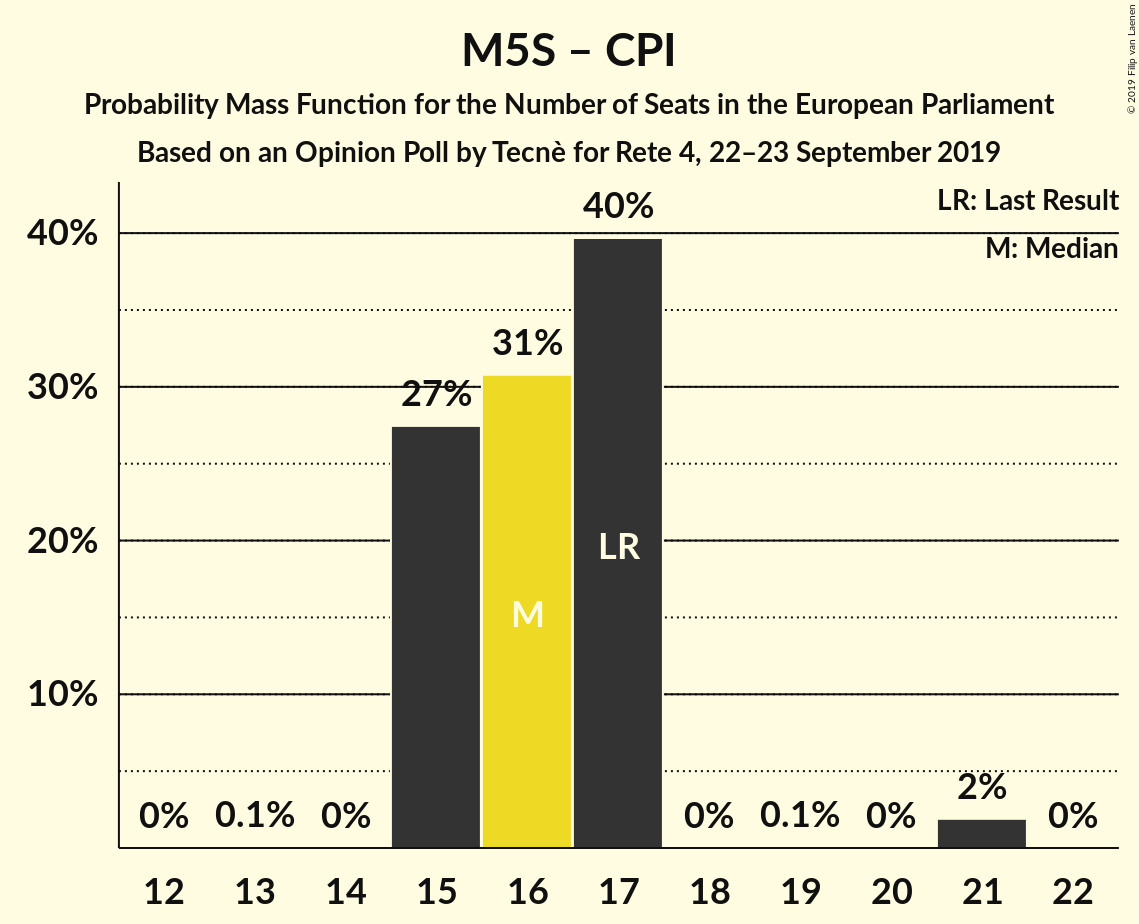 M5S – CPI
Probability Mass Function for the Number of Seats in the European Parliament
Based on an Opinion Poll by Tecnè for Rete 4, 22–23 September 2019
© 2019 Filip van Laenen
LR: Last Result
M: Median
40%
30%
20%
10%
0%
0.1%
0%
27%
31%
40%
0%
0.1%
0%
2%
0%
M
LR
12 13 14 15 16 17 18 19 20 21 22